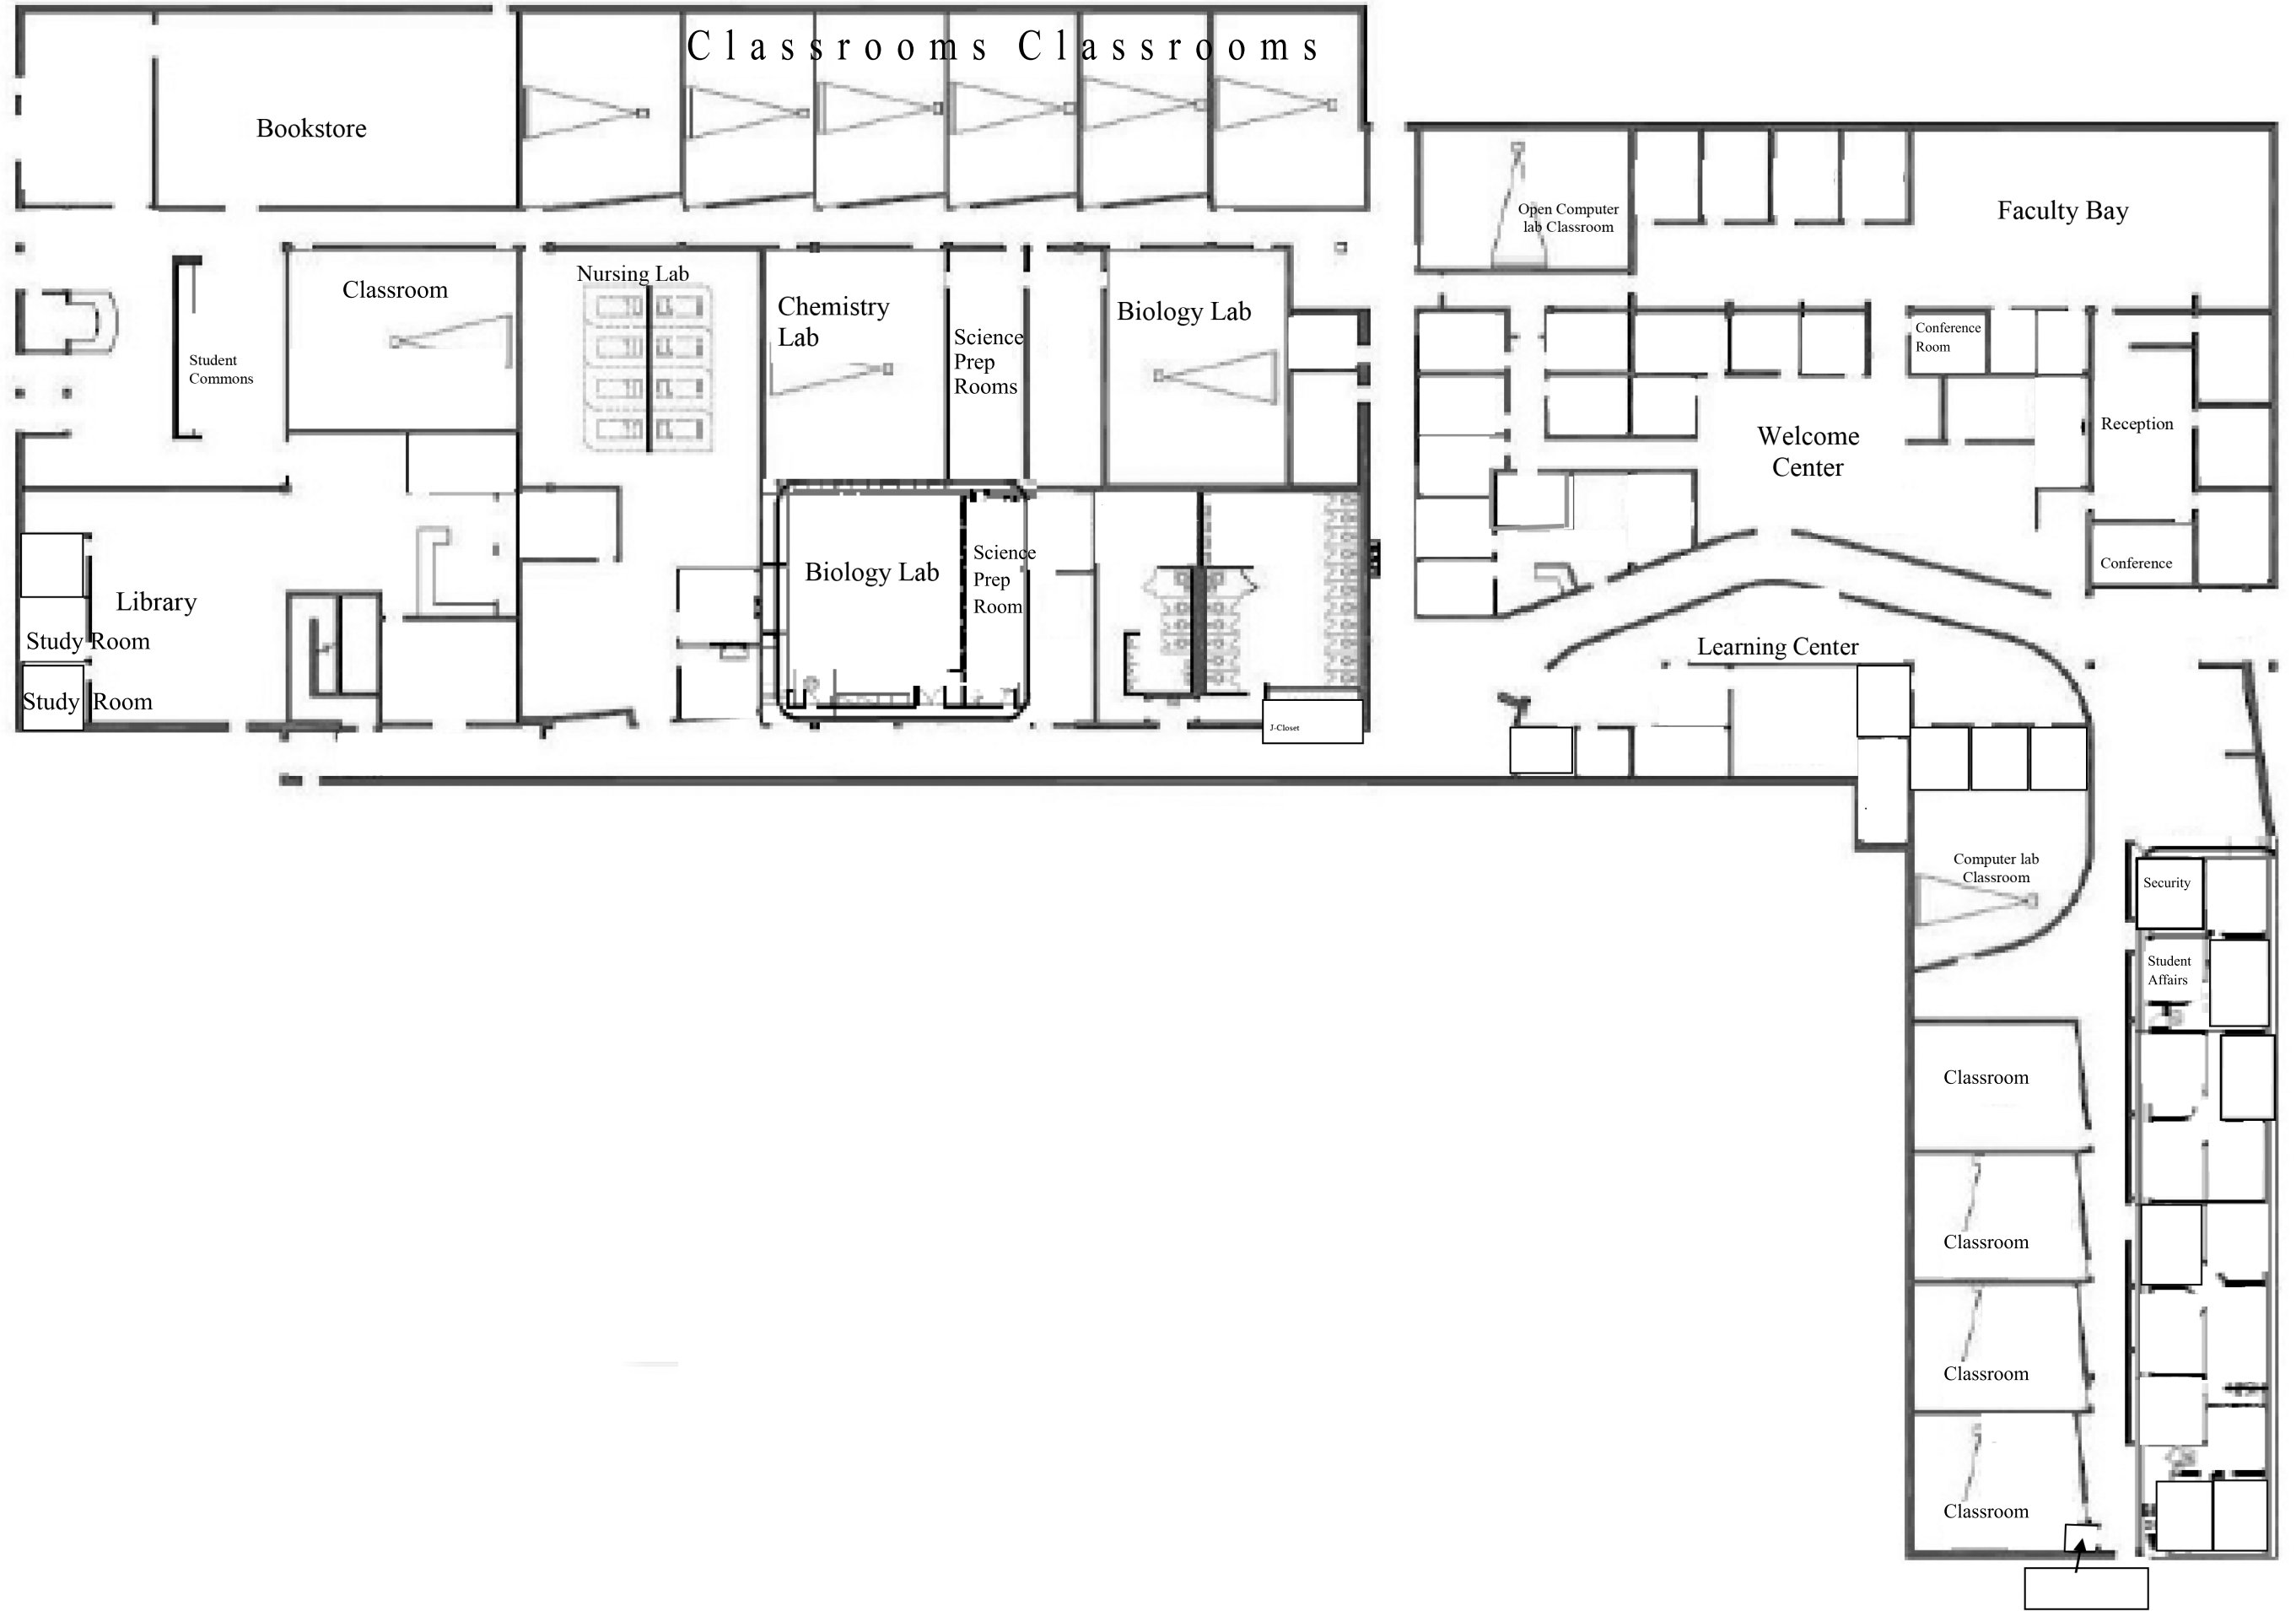 Classrooms Classrooms
Bookstore
Open Computer
lab Classroom
Faculty Bay
Classroom
Nursing Lab
Chemistry
Lab
Science
Prep
Rooms
Biology Lab
Student
Commons
Conference
Room
Welcome
Center
Reception
Conference
Library
Study Room
Study Room
Biology Lab
Science
Prep
Room
J-Closet
Learning Center
Computer lab
Classroom
Security
Student
Affairs
Classroom
Classroom
Classroom
Classroom